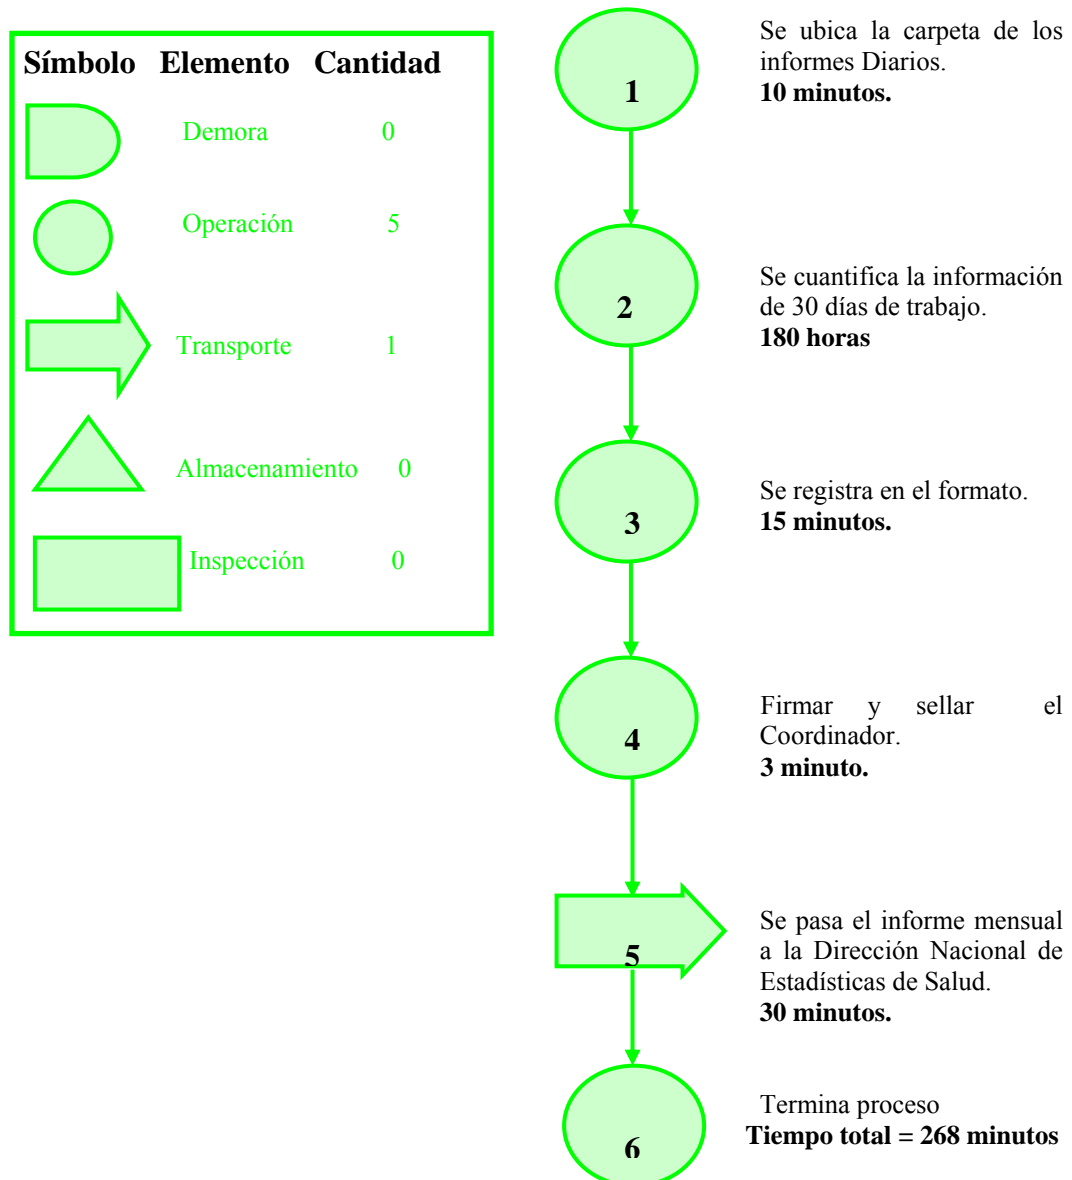 Símbolo Elemento Cantidad
Demora 0
Operación 5
Transporte 1
Almacenamiento 0
Inspección 0
1
Se ubica la carpeta de los
informes Diarios.
10 minutos.
2
Se cuantifica la información
de 30 días de trabajo.
180 horas
3
Se registra en el formato.
15 minutos.
4
Firmar y sellar el
Coordinador.
3 minuto.
5
Se pasa el informe mensual
a la Dirección Nacional de
Estadísticas de Salud.
30 minutos.
6
Termina proceso
Tiempo total = 268 minutos